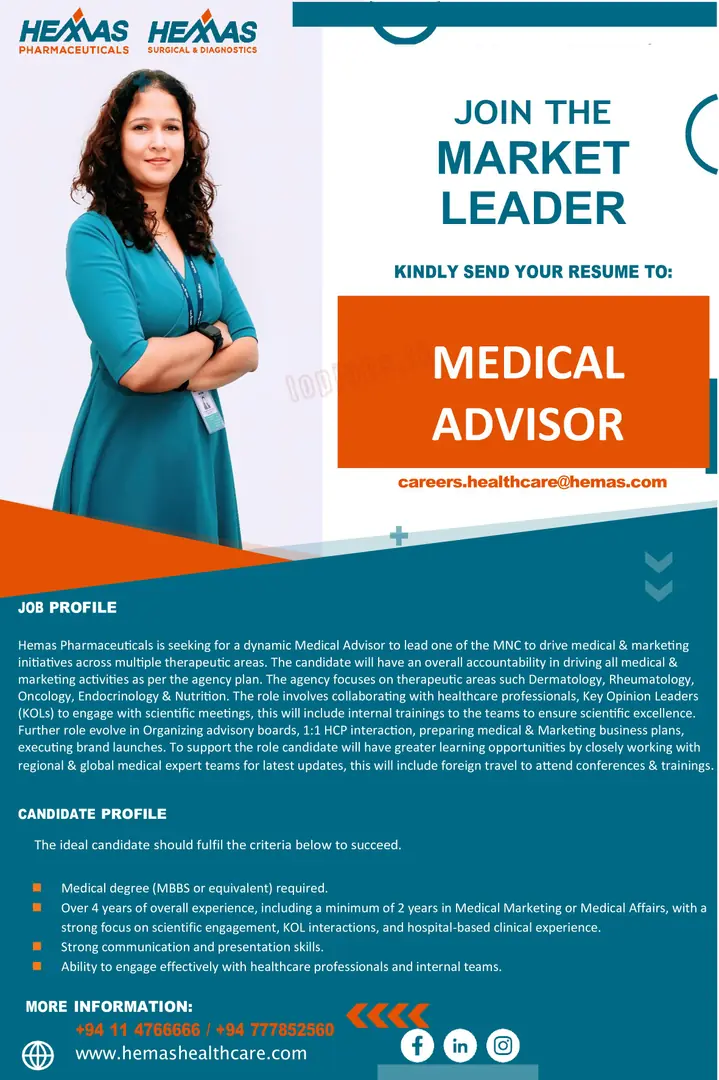 HEMAS
PHARMACEUTICALS
HEMAS
SURGICAL & DIAGNOSTICS
JOIN THE
MARKET
LEADER
KINDLY SEND YOUR RESUME TO:
MEDICAL
ADVISOR
careers.healthcare@hemas.com
JOB PROFILE
Hemas Pharmaceuticals is seeking for a dynamic Medical Advisor to lead one of the MNC to drive medical & marketing
initiatives across multiple therapeutic areas. The candidate will have an overall accountability in driving all medical &
marketing activities as per the agency plan. The agency focuses on therapeutic areas such Dermatology, Rheumatology,
Oncology, Endocrinology & Nutrition. The role involves collaborating with healthcare professionals, Key Opinion Leaders
(KOLs) to engage with scientific meetings, this will include internal trainings to the teams to ensure scientific excellence.
Further role evolve in Organizing advisory boards, 1:1 HCP interaction, preparing medical & Marketing business plans,
executing brand launches. To support the role candidate will have greater learning opportunities by closely working with
regional & global medical expert teams for latest updates, this will include foreign travel to attend conferences & trainings.
CANDIDATE PROFILE
The ideal candidate should fulfil the criteria below to succeed.
Medical degree (MBBS or equivalent) required.
Over 4 years of overall experience, including a minimum of 2 years in Medical Marketing or Medical Affairs, with a
strong focus on scientific engagement, KOL interactions, and hospital-based clinical experience.
Strong communication and presentation skills.
Ability to engage effectively with healthcare professionals and internal teams.
MORE INFORMATION:
+94 11 4766666 / +94 777852560
www.hemashealthcare.com